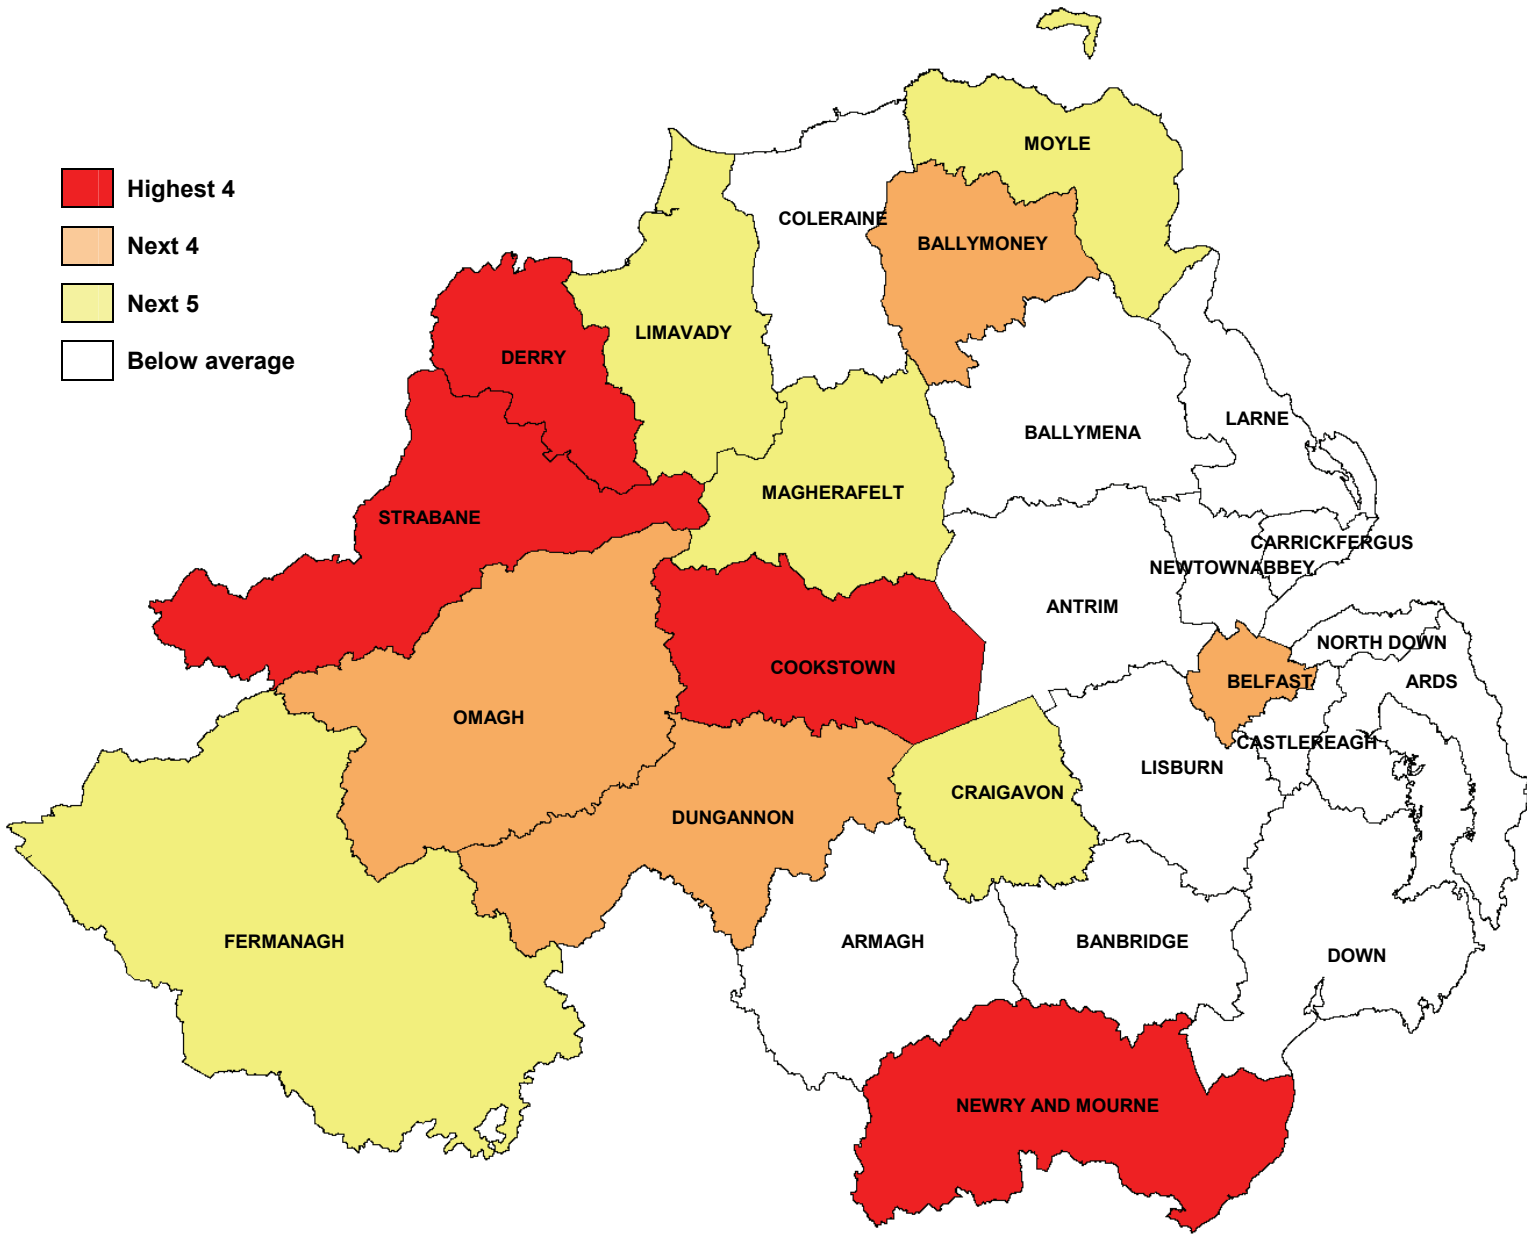 MOYLE
Highest 4
COLERAINE
BALLYMONEY
Next 4
Next 5
LIMAVADY
DERRY
Below average
LARNE
BALLYMENA
MAGHERAFELT
STRABANE
CARRICKFERGUS
NEWTOWNABBEY
ANTRIM
NORTH DOWN
COOKSTOWN
BELFAST
ARDS
OMAGH
CASTLEREAGH
LISBURN
CRAIGAVON
DUNGANNON
FERMANAGH
ARMAGH
BANBRIDGE
DOWN
NEWRY AND MOURNE